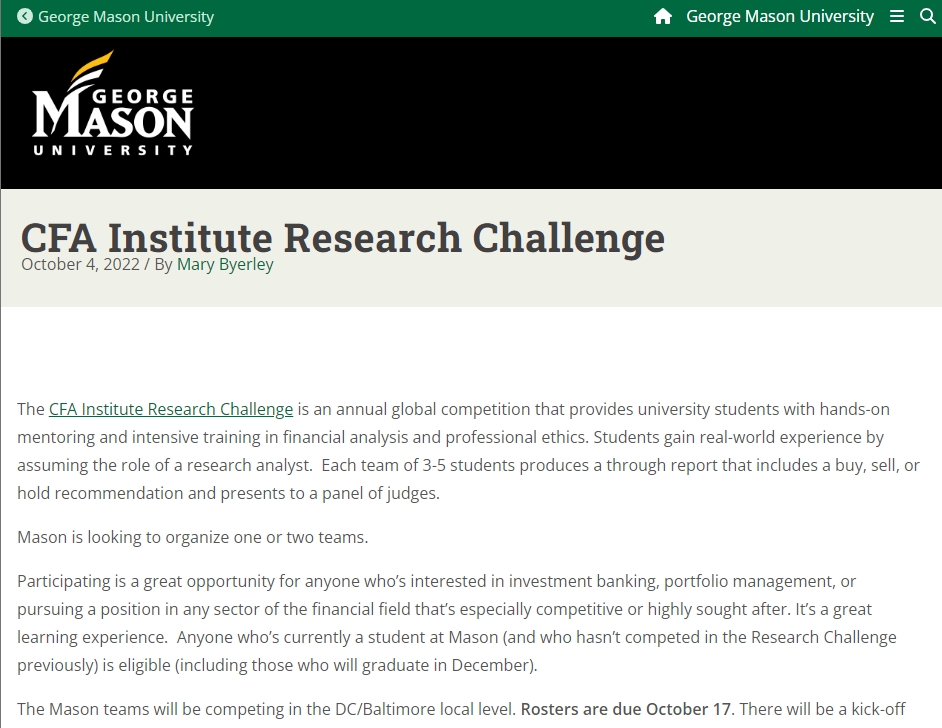 George Mason University
George Mason University
GEORGE
MASON
UNIVERSITY
CFA Institute Research Challenge
October 4, 2022 / By Mary Byerley
The CFA Institute Research Challenge is an annual global competition that provides university students with hands-on
mentoring and intensive training in financial analysis and professional ethics. Students gain real-world experience by
assuming the role of a research analyst.  Each team of 3-5 students produces a through report that includes a buy, sell, or
hold recommendation and presents to a panel of judges.
Mason is looking to organize one or two teams.
Participating is a great opportunity for anyone who’s interested in investment banking, portfolio management, or
pursuing a position in any sector of the financial field that’s especially competitive or highly sought after. It’s a great
learning experience.  Anyone who’s currently a student at Mason (and who hasn’t competed in the Research Challenge
previously) is eligible (including those who will graduate in December).
The Mason teams will be competing in the DC/Baltimore local level. Rosters are due October 17. There will be a kick-off